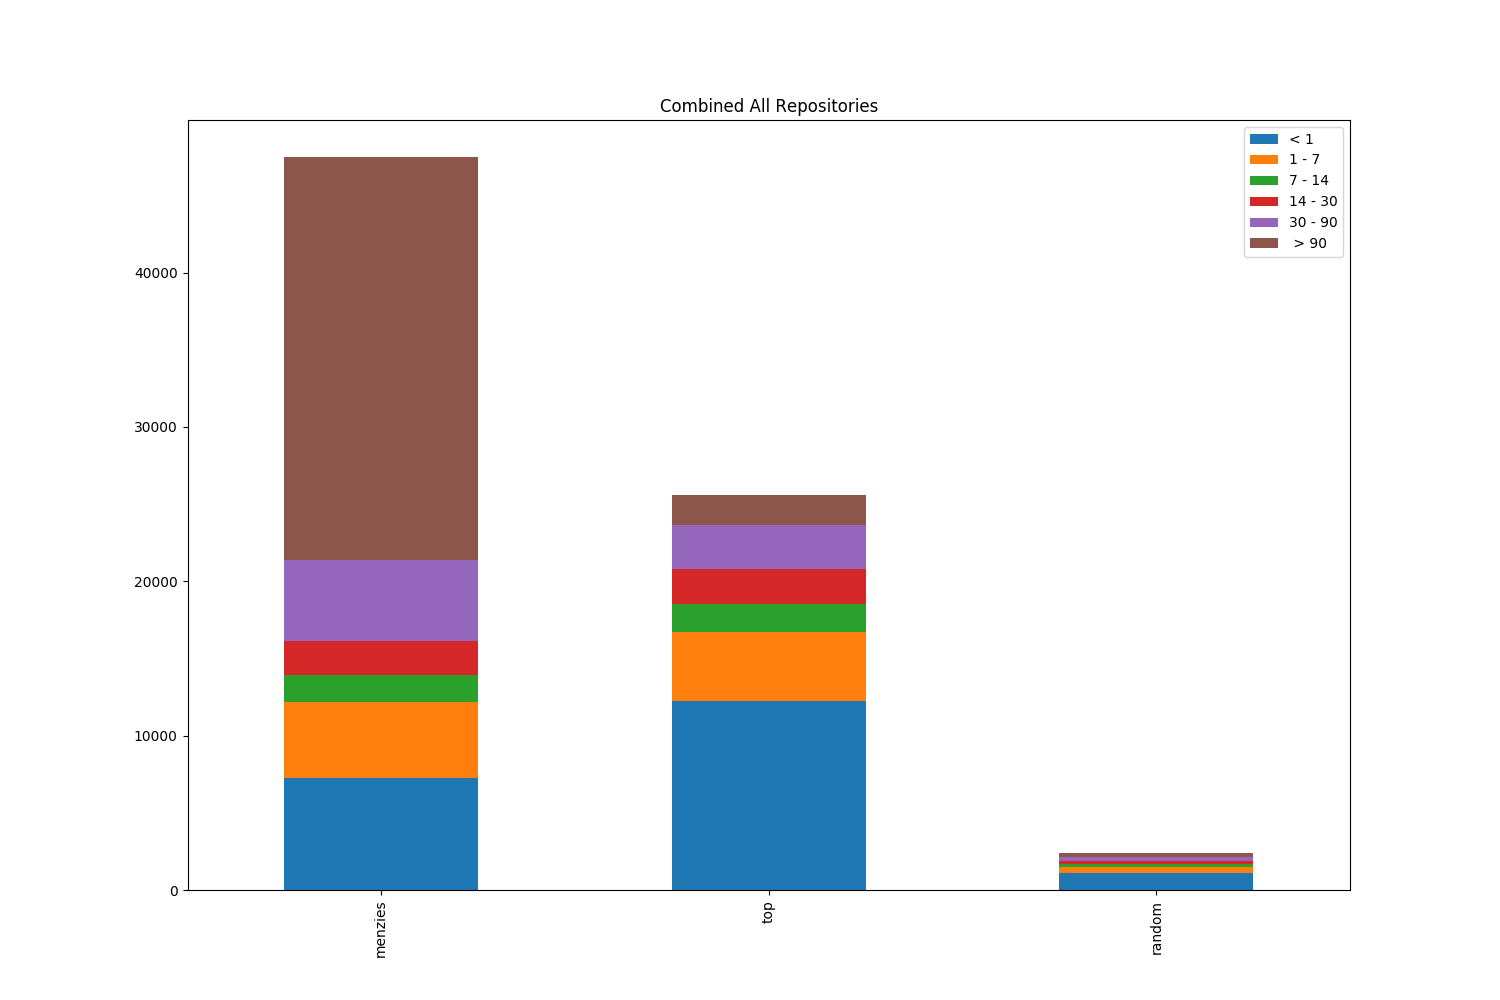 Combined All Repositories
< 1
1 - 7
7 - 14
14 - 30
30 - 90
> 90
40000
30000
20000
10000
0
menzies
top
random